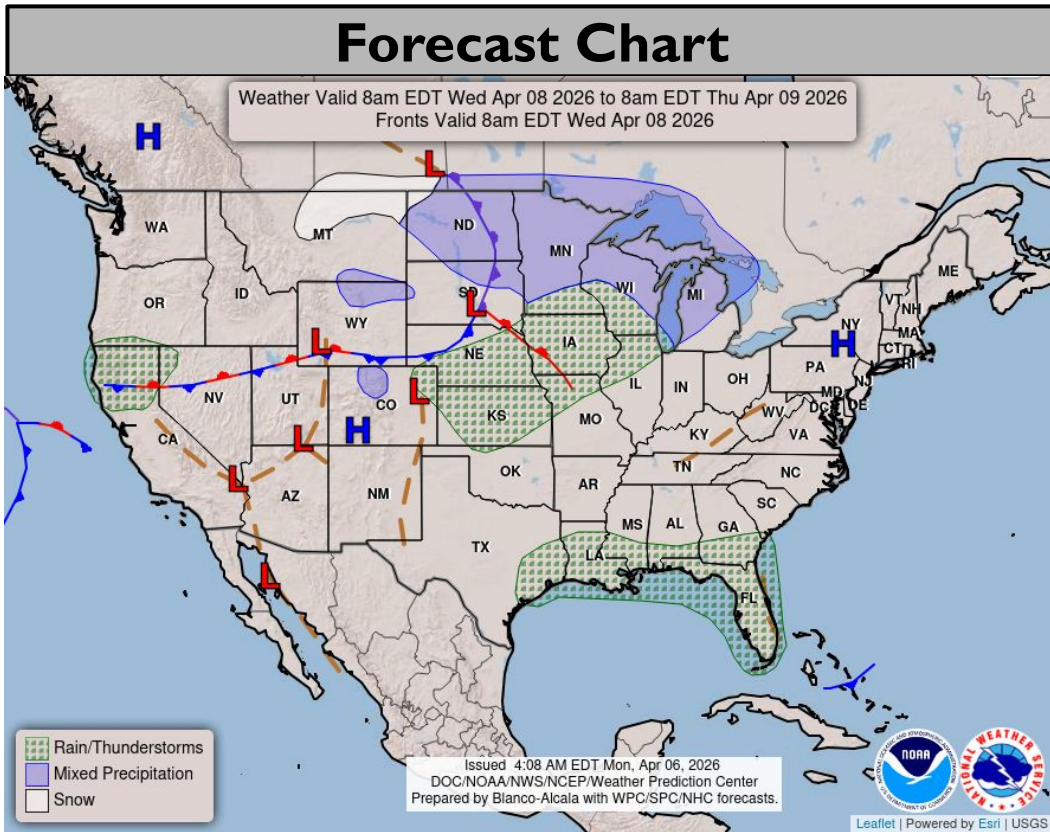 Forecast Chart
Weather Valid 8am EDT Wed Apr 08 2026 to 8am EDT Thu Apr 09 2026
Fronts Valid 8am EDT Wed Apr 08 2026
H
L
WA
MT
ND
MN
ME
OR
ID
SD
L
WI
MI
VT
NH
NY
MA
WY
L
H
CT
RI
IA
NE
PA
NJ
OH
IL
IN
MD
DE
DC
NV
UT
CO
L
H
KS
MO
WV
VA
KY
CA
L
TN
NC
OK
AR
L
AZ
NM
SC
MS
AL
GA
TX
LA
L
FL
Rain/Thunderstorms
Mixed Precipitation
Snow
Issued 4:08 AM EDT Mon, Apr 06, 2026
DOC/NOAA/NWS/NCEP/Weather Prediction Center
Prepared by Blanco-Alcala with WPC/SPC/NHC forecasts.
NOAA
NATIONAL WEATHER SERVICE
Leaflet | Powered by Esri | USGS